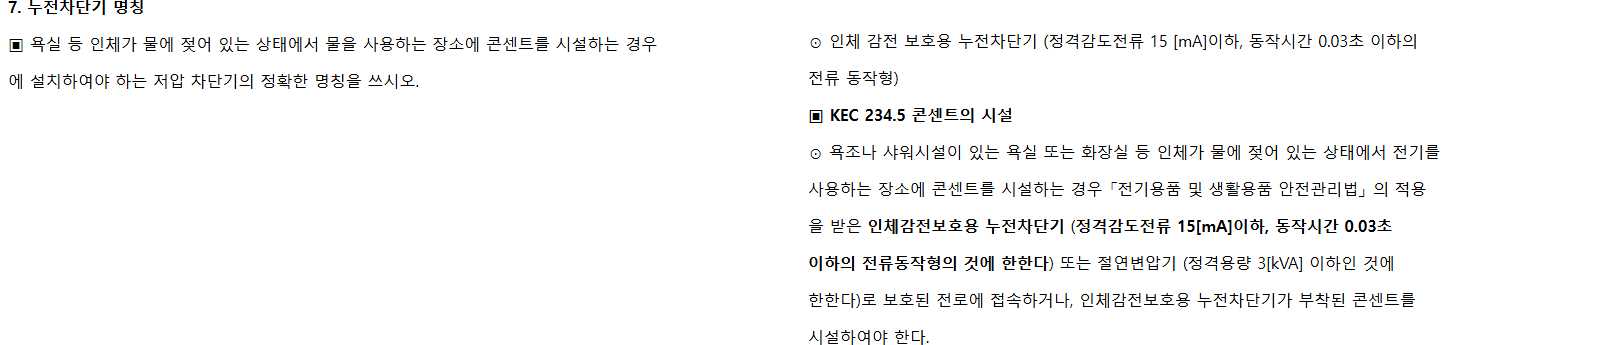 7. 누전차단기 명칭
▣ 욕실 등 인체가 물에 젖어 있는 상태에서 물을 사용하는 장소에 콘센트를 시설하는 경우
에 설치하여야 하는 저압 차단기의 정확한 명칭을 쓰시오.
⊙ 인체 감전 보호용 누전차단기 (정격감도전류 15 [mA]이하, 동작시간 0.03초 이하의
전류 동작형)
▣ KEC 234.5 콘센트의 시설
⊙ 욕조나 샤워시설이 있는 욕실 또는 화장실 등 인체가 물에 젖어 있는 상태에서 전기를
사용하는 장소에 콘센트를 시설하는 경우 「전기용품 및 생활용품 안전관리법」 의 적용
을 받은 인체감전보호용 누전차단기 (정격감도전류 15[mA]이하, 동작시간 0.03초
이하의 전류동작형의 것에 한한다) 또는 절연변압기 (정격용량 3[kVA] 이하인 것에
한한다)로 보호된 전로에 접속하거나, 인체감전보호용 누전차단기가 부착된 콘센트를
시설하여야 한다.